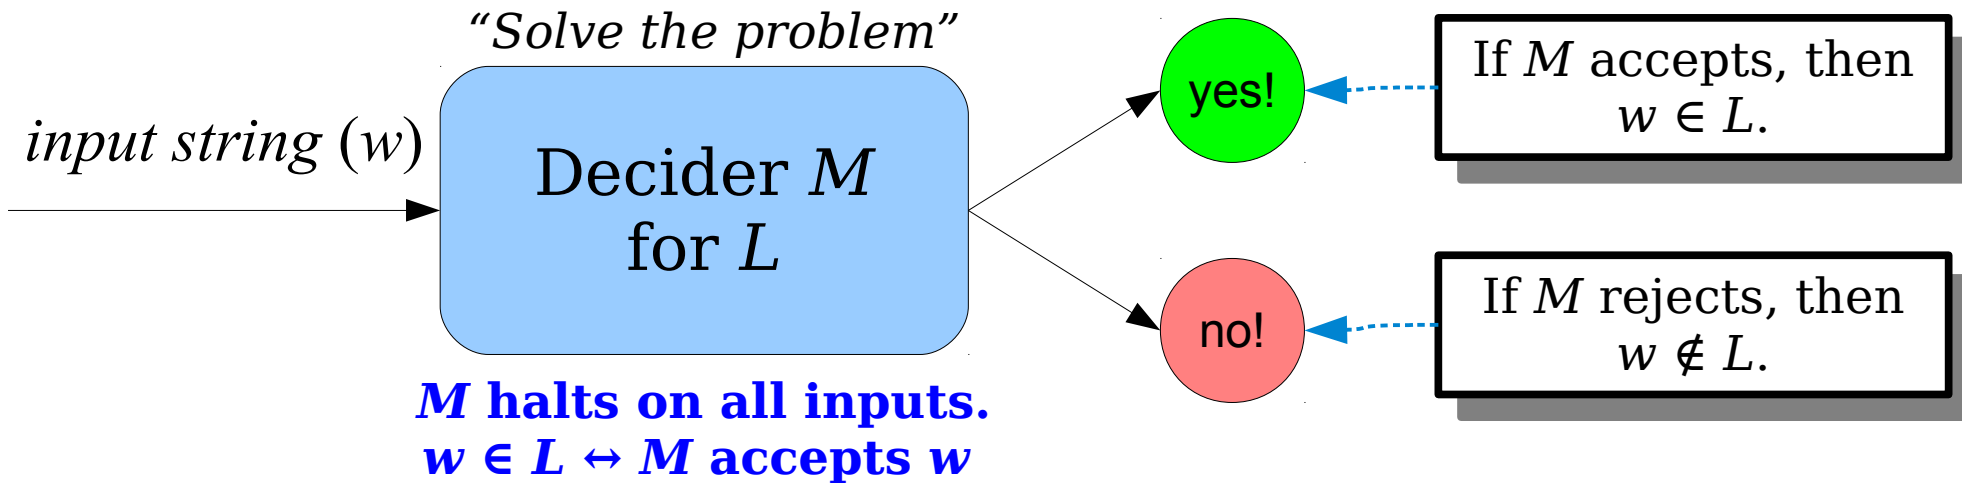 “Solve the problem”
input string (w)
Decider M
for L
M halts on all inputs.
w ∈ L ↔ M accepts w
yes!
If M accepts, then
w ∈ L.
no!
If M rejects, then
w ∉ L.